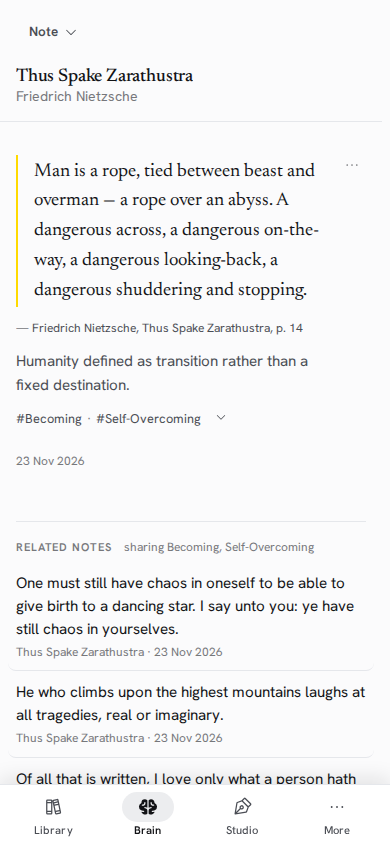 Note
Thus Spake Zarathustra
Friedrich Nietzsche
Man is a rope, tied between beast and
overman — a rope over an abyss. A
dangerous across, a dangerous on-the-
way, a dangerous looking-back, a
dangerous shuddering and stopping.
— Friedrich Nietzsche, Thus Spake Zarathustra, p. 14
Humanity defined as transition rather than a
fixed destination.
#Becoming · #Self-Overcoming
23 Nov 2026
RELATED NOTES sharing Becoming, Self-Overcoming
One must still have chaos in oneself to be able to
give birth to a dancing star. I say unto you: ye have
still chaos in yourselves.
Thus Spake Zarathustra · 23 Nov 2026
He who climbs upon the highest mountains laughs at
all tragedies, real or imaginary.
Thus Spake Zarathustra · 23 Nov 2026
Of all that is written, I love only what a person hath
Library Brain Studio More